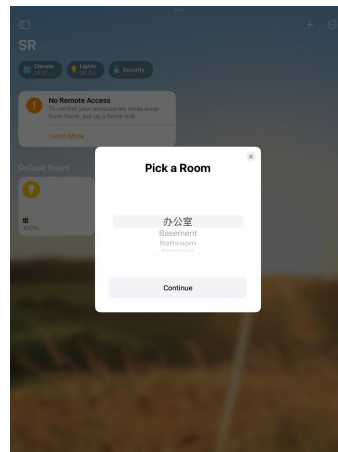 SR
Climate
Lights
Security
No Remote Access
To control your accessories while away
from home, set up a home hub.
Learn More
Default Room
Pick a Room
办公室
Basement
Bathroom
Continue
100%